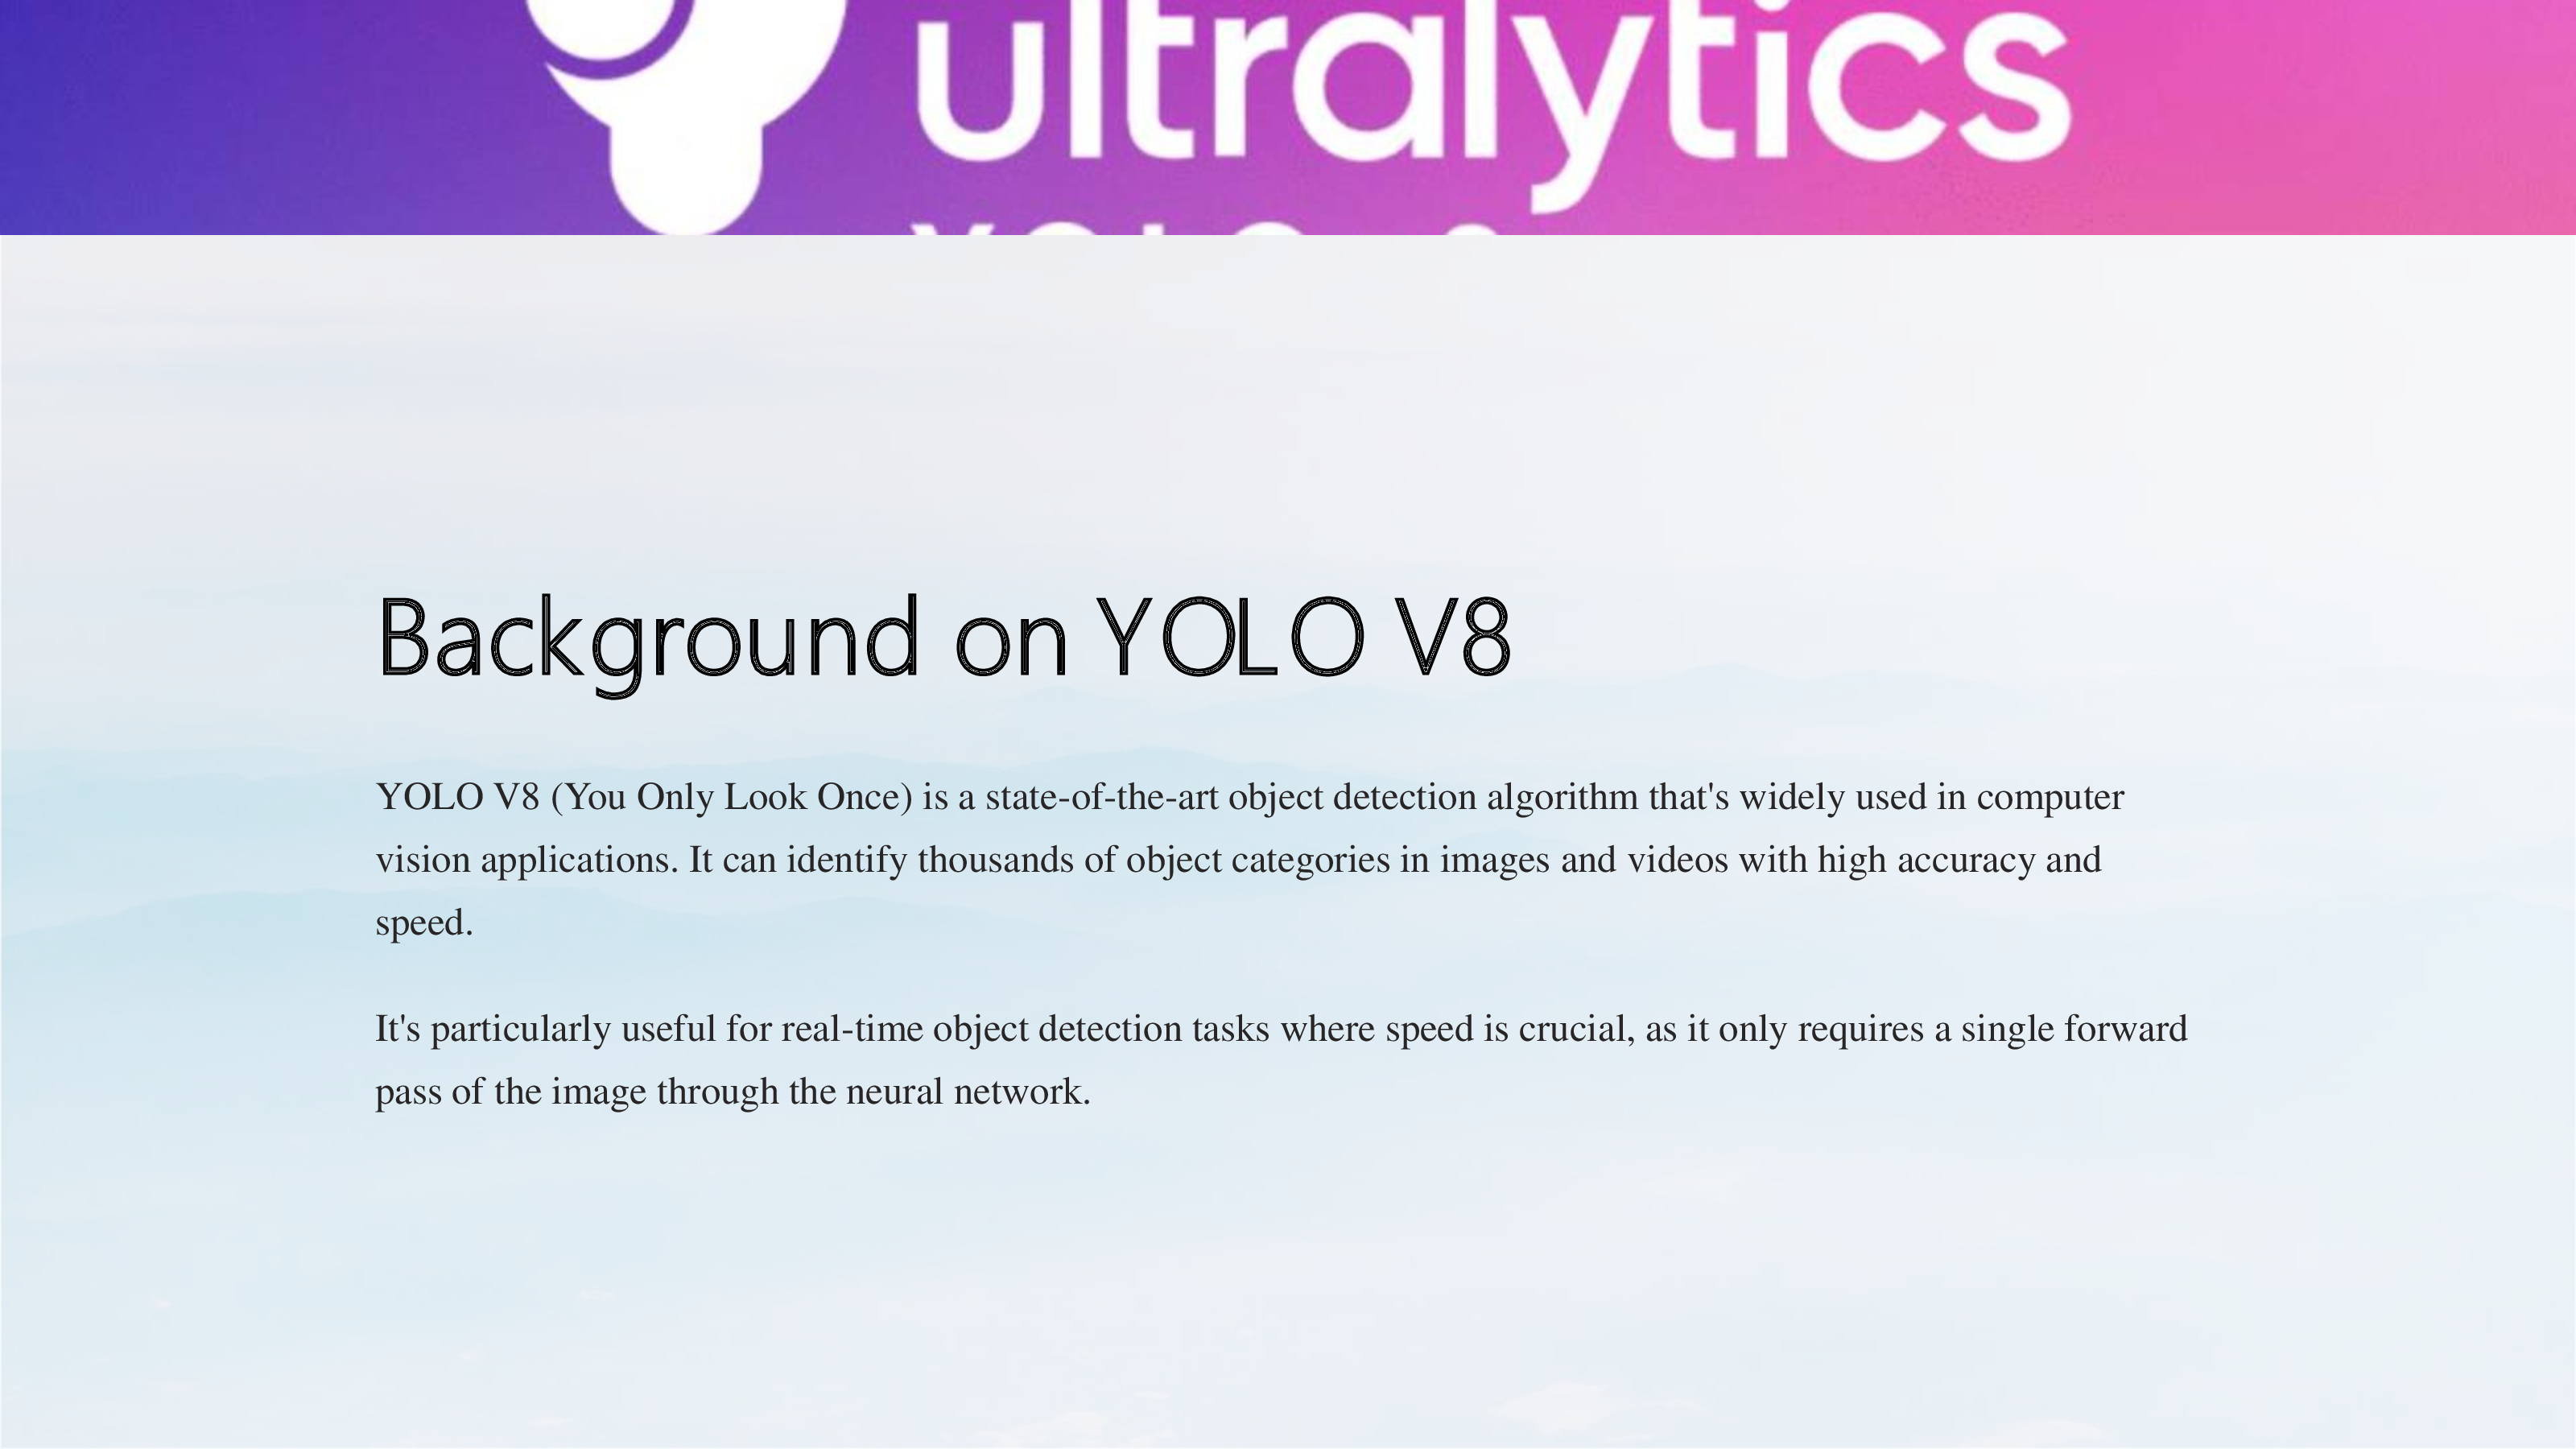 ultralytics
Background on YOLO V8
YOLO V8 (You Only Look Once) is a state-of-the-art object detection algorithm that's widely used in computer
vision applications. It can identify thousands of object categories in images and videos with high accuracy and
speed.
It's particularly useful for real-time object detection tasks where speed is crucial, as it only requires a single forward
pass of the image through the neural network.